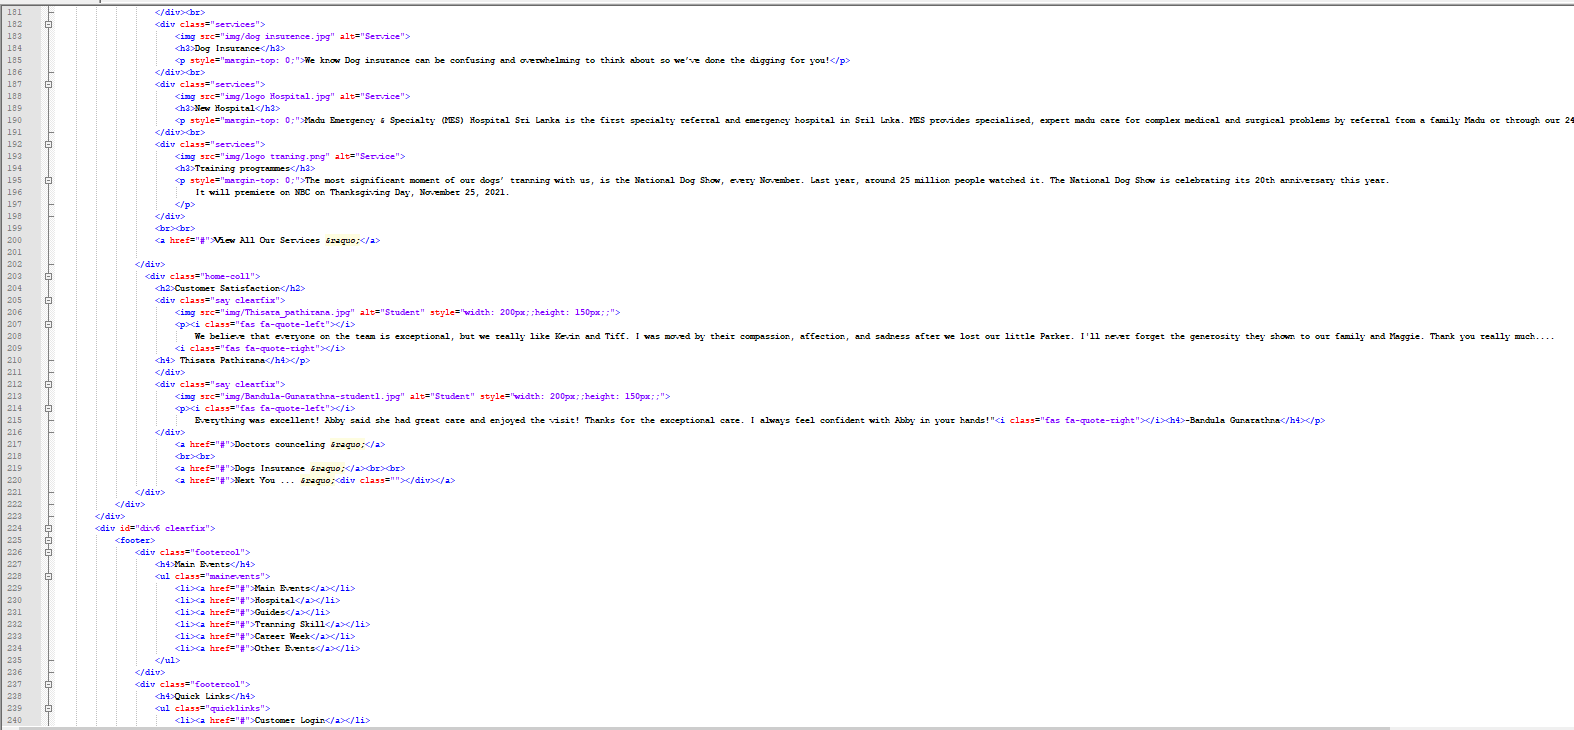 181 </div><br>
182 <div class="services">
183 <img src="img/dog insurence.jpg" alt="Service">
184 <h3>Dog Insurance</h3>
185 <p style="margin-top: 0;">We know Dog insurance can be confusing and overwhelming to think about so we've done the digging for you!</p>
186 </div><br>
187 <div class="services">
188 <img src="img/logo Hospital.jpg" alt="Service">
189 <h3>New Hospital</h3>
190 <p style="margin-top: 0;">Madu Emergency & Specialty (MES) Hospital Sri Lanka is the first specialty referral and emergency hospital in Sril Lnka. MES provides specialised, expert madu care for complex medical and surgical problems by referral from a family Madu or through our 24
191 </div><br>
192 <div class="services">
193 <img src="img/logo traning.png" alt="Service">
194 <h3>Training programmes</h3>
195 <p style="margin-top: 0;">The most significant moment of our dogs' tranning with us, is the National Dog Show, every November. Last year, around 25 million people watched it. The National Dog Show is celebrating its 20th anniversary this year.
196 It will premiere on NBC on Thanksgiving Day, November 25, 2021.
197 </p>
198 </div>
199 <br><br>
200 <a href="#">View All Our Services &raquo;</a>
201
202 </div>
203 <div class="home-coll">
204 <h2>Customer Satisfaction</h2>
205 <div class="say clearfix">
206 <img src="img/Thisara_pathirana.jpg" alt="Student" style="width: 200px;;height: 150px;;">
207 <p><i class="fas fa-quote-left"></i>
208 We believe that everyone on the team is exceptional, but we really like Kevin and Tiff. I was moved by their compassion, affection, and sadness after we lost our little Parker. I'll never forget the generosity they shown to our family and Maggie. Thank you really much....
209 <i class="fas fa-quote-right"></i>
210 <h4> Thisara Pathirana</h4></p>
211 </div>
212 <div class="say clearfix">
213 <img src="img/Bandula-Gunarathna-student1.jpg" alt="Student" style="width: 200px;;height: 150px;;">
214 <p><i class="fas fa-quote-left"></i>
215 Everything was excellent! Abby said she had great care and enjoyed the visit! Thanks for the exceptional care. I always feel confident with Abby in your hands!"<i class="fas fa-quote-right"></i><h4>-Bandula Gunarathna</h4></p>
216 </div>
217 <a href="#">Doctors counceling &raquo;</a>
218 <br><br>
219 <a href="#">Dogs Insurance &raquo;</a><br><br>
220 <a href="#">Next You ... &raquo;<div class=""></div></a>
221 </div>
222 </div>
223 </div>
224 <div id="div6 clearfix">
225 <footer>
226 <div class="footercol">
227 <h4>Main Events</h4>
228 <ul class="mainevents">
229 <li><a href="#">Main Events</a></li>
230 <li><a href="#">Hospital</a></li>
231 <li><a href="#">Guides</a></li>
232 <li><a href="#">Tranning Skill</a></li>
233 <li><a href="#">Career Week</a></li>
234 <li><a href="#">Other Events</a></li>
235 </ul>
236 </div>
237 <div class="footercol">
238 <h4>Quick Links</h4>
239 <ul class="quicklinks">
240 <li><a href="#">Customer Login</a></li>